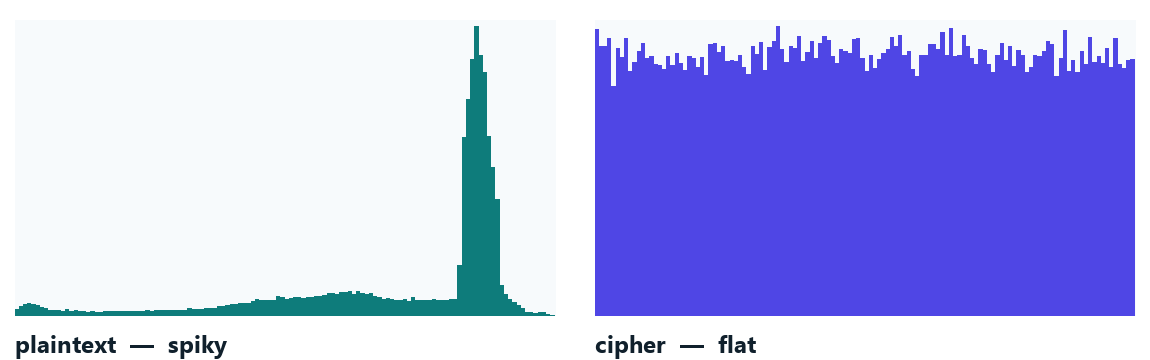 plaintext — spiky
cipher — flat